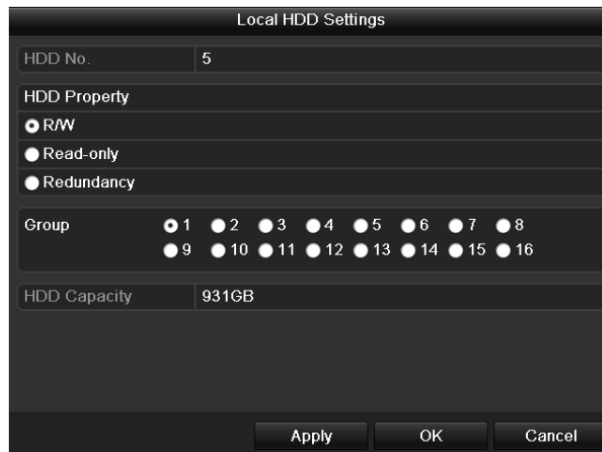 Local HDD Settings
HDD No. 5
HDD Property
R/W
Read-only
Redundancy
Group 1 2 3 4 5 6 7 8
9 10 11 12 13 14 15 16
HDD Capacity 931GB
Apply OK Cancel